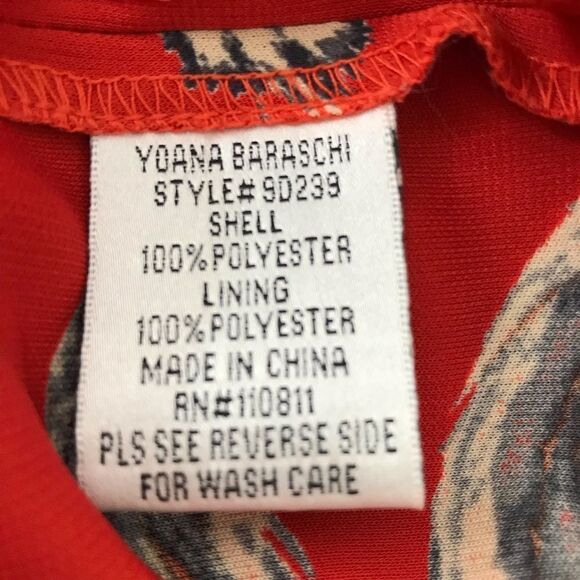 YOANA BARASCHI
STYLE# 9D239
SHELL
100% POLYESTER
LINING
100% POLYESTER
MADE IN CHINA
RN#110811
PLS SEE REVERSE SIDE
FOR WASH CARE